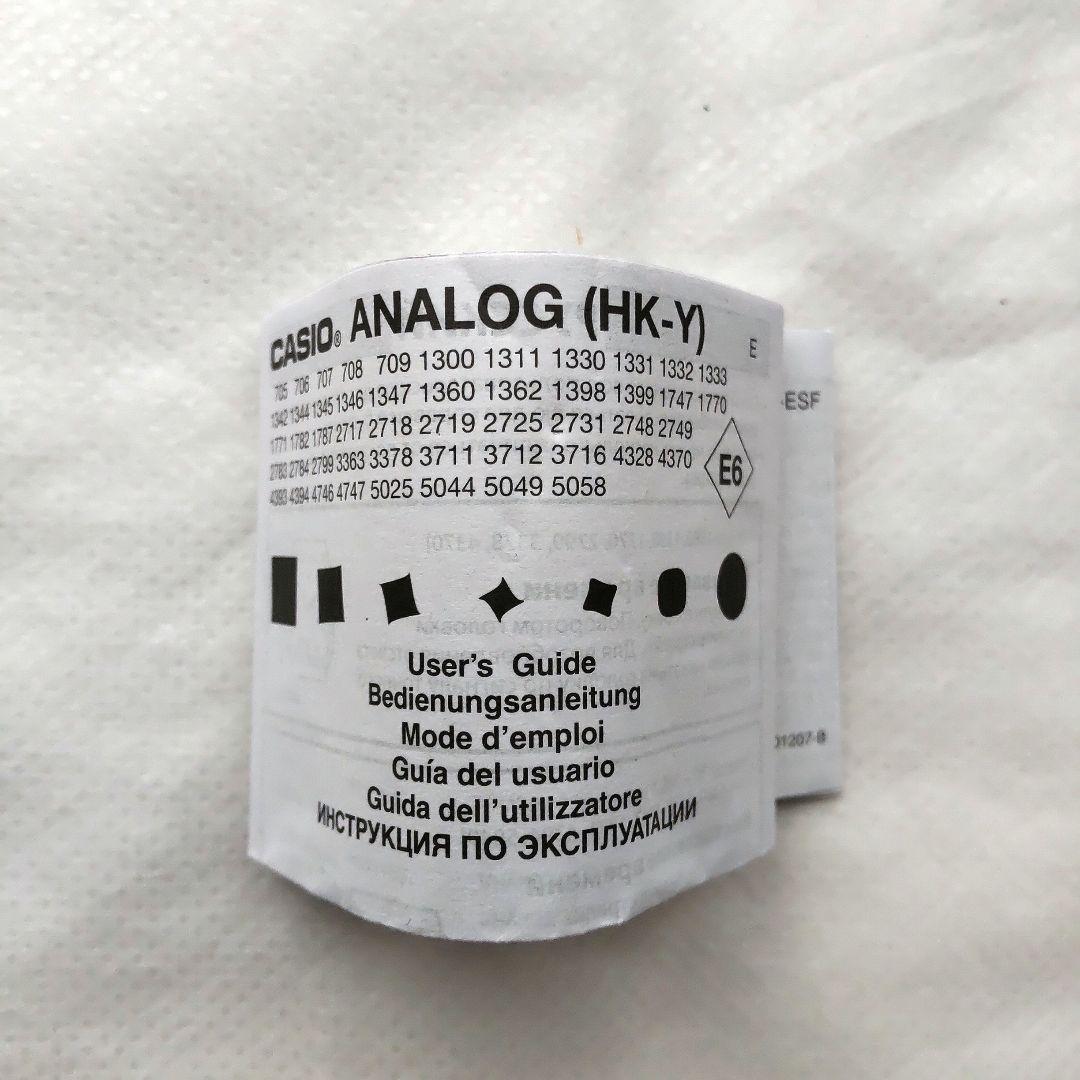 CASIO® ANALOG (HK-Y)
E
705 706 707 708 709 1300 1311 1330 1331 1332 1333
1342 1344 1345 1346 1347 1360 1362 1398 1399 1747 1770
1771 1782 1787 2717 2718 2719 2725 2731 2748 2749
2783 2784 2799 3363 3378 3711 3712 3716 4328 4370
4393 4394 4746 4747 5025 5044 5049 5058
E6
User's Guide
Bedienungsanleitung
Mode d'emploi
Guía del usuario
Guida dell'utilizzatore
ИНСТРУКЦИЯ ПО ЭКСПЛУАТАЦИИ
-ESF
01207-B